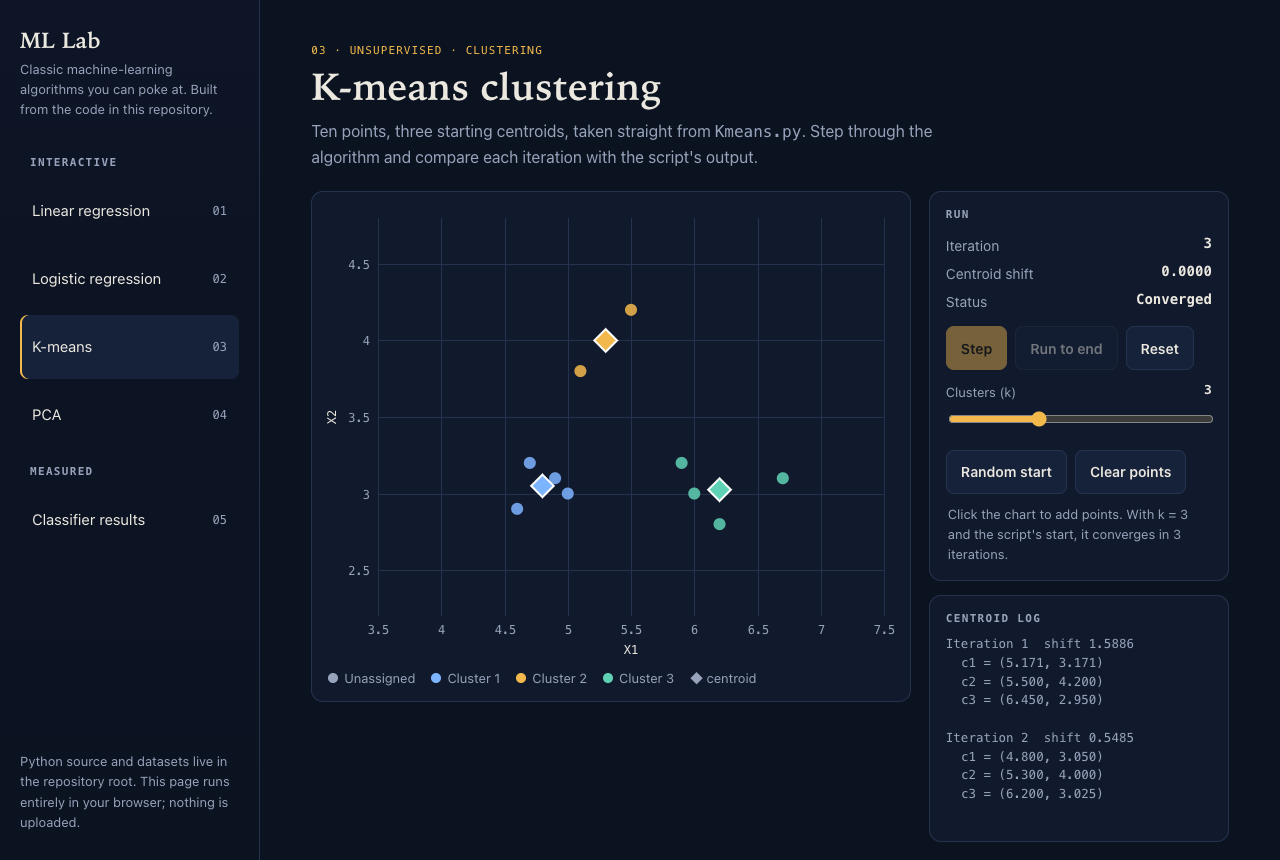 ML Lab
Classic machine-learning
algorithms you can poke at. Built
from the code in this repository.
INTERACTIVE
Linear regression 01
Logistic regression 02
K-means 03
PCA 04
MEASURED
Classifier results 05
Python source and datasets live in
the repository root. This page runs
entirely in your browser; nothing is
uploaded.
03 · UNSUPERVISED · CLUSTERING
K-means clustering
Ten points, three starting centroids, taken straight from Kmeans.py. Step through the
algorithm and compare each iteration with the script's output.
4.5
4
3.5
3
2.5
X2
3.5 4 4.5 5 5.5 6 6.5 7 7.5
X1
Unassigned Cluster 1 Cluster 2 Cluster 3 centroid
RUN
Iteration 3
Centroid shift 0.0000
Status Converged
Step Run to end Reset
Clusters (k) 3
Random start Clear points
Click the chart to add points. With k = 3
and the script's start, it converges in 3
iterations.
CENTROID LOG
Iteration 1 shift 1.5886
c1 = (5.171, 3.171)
c2 = (5.500, 4.200)
c3 = (6.450, 2.950)
Iteration 2 shift 0.5485
c1 = (4.800, 3.050)
c2 = (5.300, 4.000)
c3 = (6.200, 3.025)